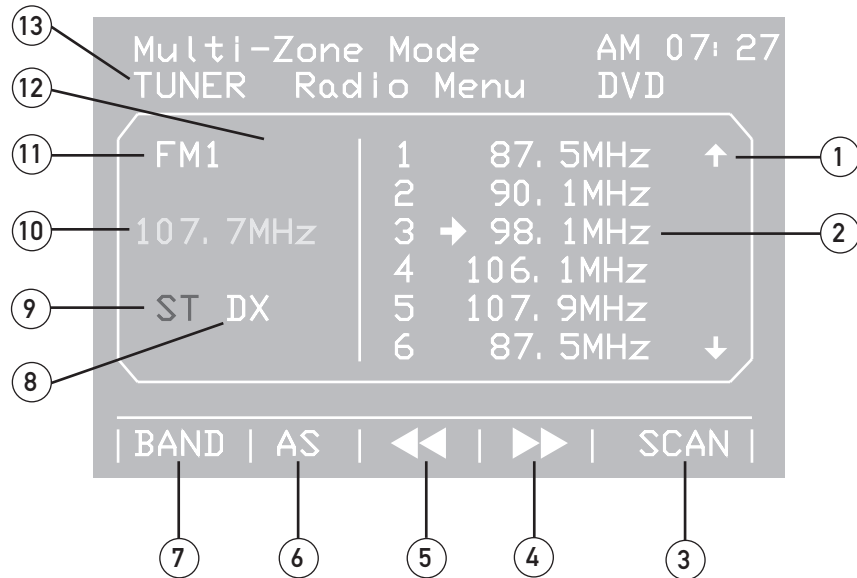 Multi-Zone Mode AM 07:27
TUNER Radio Menu DVD
FM1
107.7MHz
ST DX
1 87.5MHz ↑
2 90.1MHz
3 → 98.1MHz
4 106.1MHz
5 107.9MHz
6 87.5MHz ↓
| BAND | AS | ◀◀ | ▶▶ | SCAN |
13
12
11
10
9
8
7
6
5
4
3
2
1